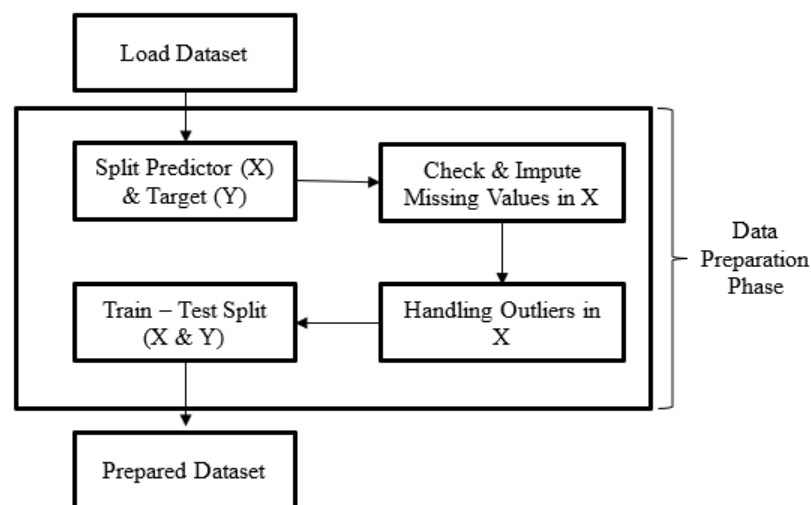 Load Dataset
Split Predictor (X)
& Target (Y)
Check & Impute
Missing Values in X
Data
Preparation
Phase
Train – Test Split
(X & Y)
Handling Outliers in
X
Prepared Dataset